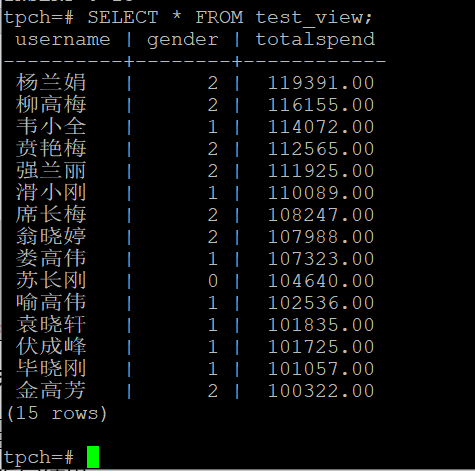 tpch=# SELECT * FROM test_view;
 username | gender | totalspend
----------+--------+------------
 杨兰娟   |      2 |  119391.00
 柳高梅   |      2 |  116155.00
 韦小全   |      1 |  114072.00
 贲艳梅   |      2 |  112565.00
 强兰丽   |      2 |  111925.00
 滑小刚   |      1 |  110089.00
 席长梅   |      2 |  108247.00
 翁晓婷   |      2 |  107988.00
 娄高伟   |      1 |  107323.00
 苏长刚   |      0 |  104640.00
 喻高伟   |      1 |  102536.00
 袁晓轩   |      1 |  101835.00
 伏成峰   |      1 |  101725.00
 毕晓刚   |      1 |  101057.00
 金高芳   |      2 |  100322.00
(15 rows)
tpch=#